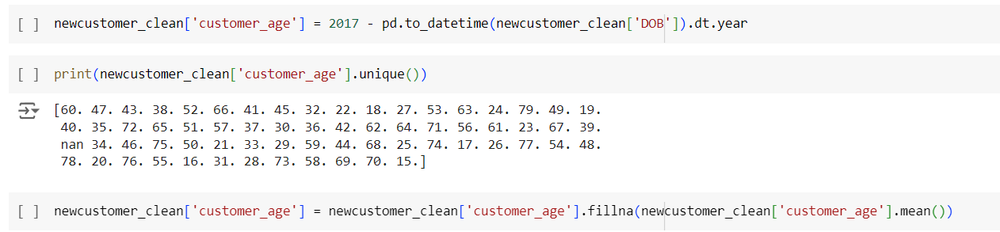 [ ] newcustomer_clean['customer_age'] = 2017 - pd.to_datetime(newcustomer_clean['DOB']).dt.year
[ ] print(newcustomer_clean['customer_age'].unique())
[60. 47. 43. 38. 52. 66. 41. 45. 32. 22. 18. 27. 53. 63. 24. 79. 49. 19.
40. 35. 72. 65. 51. 57. 37. 30. 36. 42. 62. 64. 71. 56. 61. 23. 67. 39.
nan 34. 46. 75. 50. 21. 33. 29. 59. 44. 68. 25. 74. 17. 26. 77. 54. 48.
78. 20. 76. 55. 16. 31. 28. 73. 58. 69. 70. 15.]
[ ] newcustomer_clean['customer_age'] = newcustomer_clean['customer_age'].fillna(newcustomer_clean['customer_age'].mean())